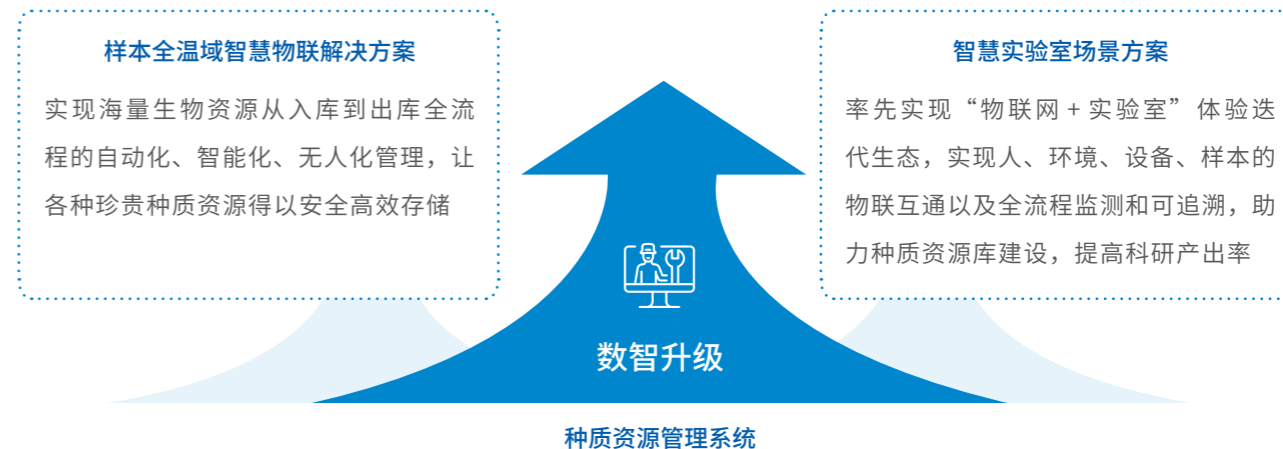 样本全温域智慧物联解决方案
实现海量生物资源从入库到出库全流
程的自动化、智能化、无人化管理，让
各种珍贵种质资源得以安全高效存储
智慧实验室场景方案
率先实现“物联网 + 实验室”体验迭
代生态，实现人、环境、设备、样本的
物联互通以及全流程监测和可追溯，助
力种质资源库建设，提高科研产出率
数智升级
种质资源管理系统